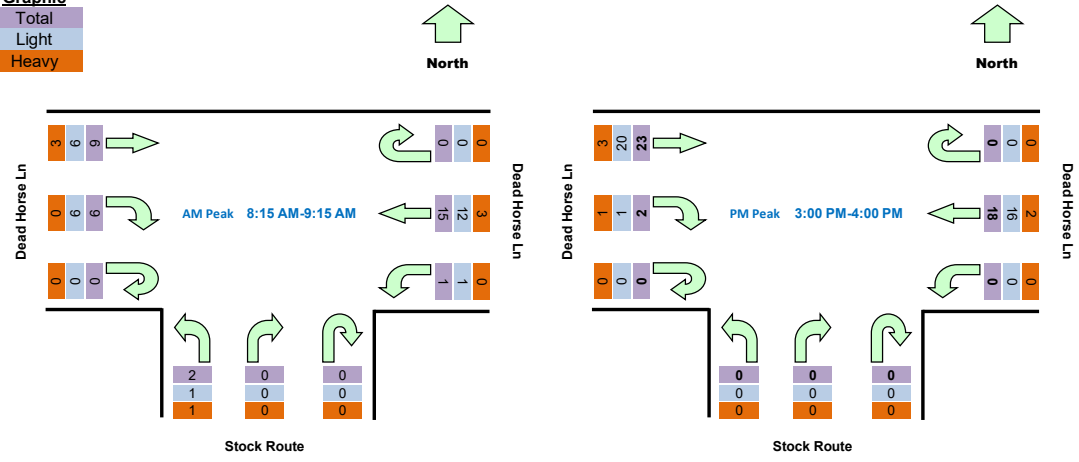 Graphic
Total
Light
Heavy
North
North
Dead Horse Ln
3 6 9
0
0 0 0
AM Peak 8:15 AM-9:15 AM
0 0 0
15 12 3
1 1 0
Dead Horse Ln
2 0 0
1 0 0
1 0 0
Stock Route
Dead Horse Ln
3 20 23
1 1 2
0 0 0
PM Peak 3:00 PM-4:00 PM
0 0 0
18 16 2
0 0 0
Dead Horse Ln
0 0 0
0 0 0
0 0 0
Stock Route